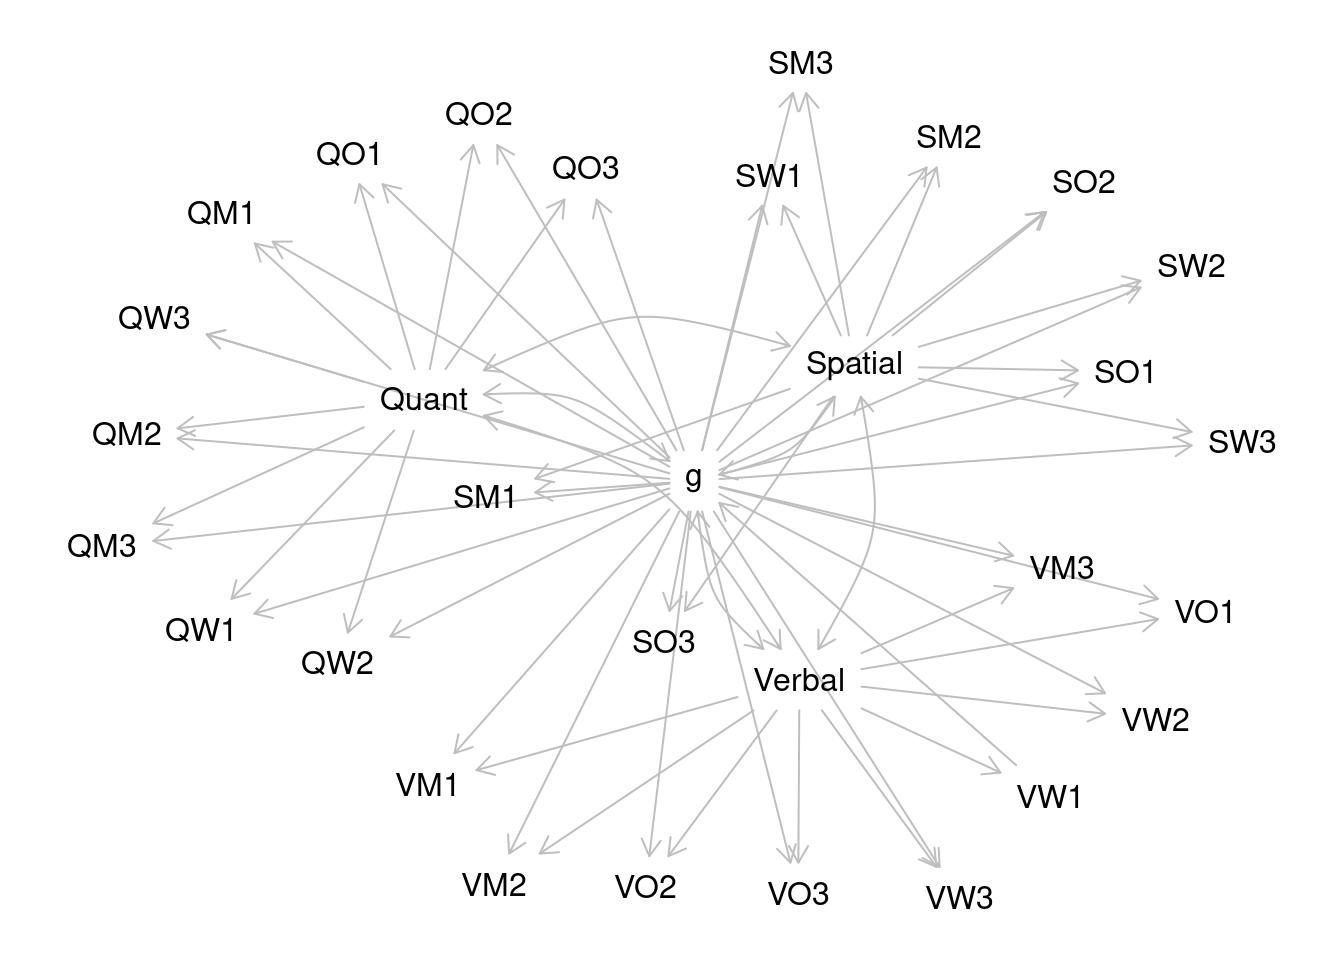 SM3
QO2
SM2
QO1
QO3
SW1
SO2
QM1
SW2
QW3
Spatial
SO1
Quant
QM2
SW3
g
SM1
QM3
VM3
VO1
QW1
SO3
QW2
Verbal
VW2
VM1
VW1
VM2
VO2
VO3
VW3